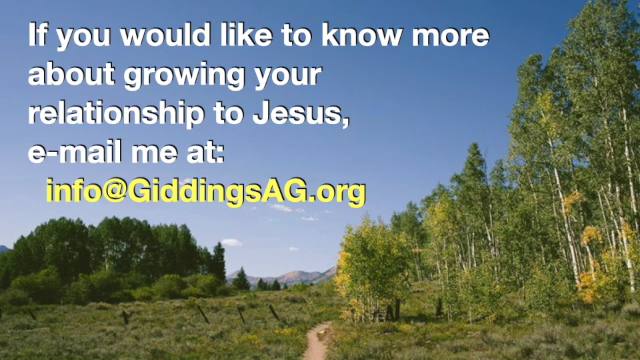 If you would like to know more
about growing your
relationship to Jesus,
e-mail me at:
info@GiddingsAG.org